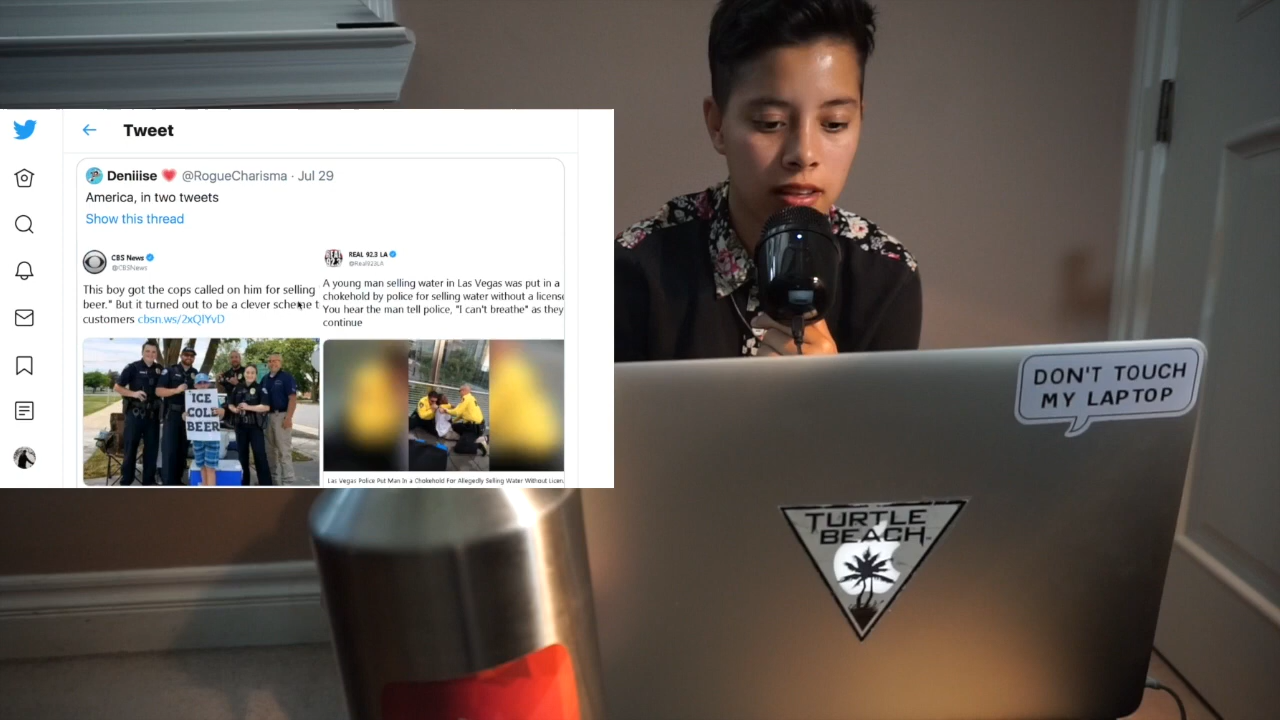 Tweet
Deniiise @RogueCharisma · Jul 29
America, in two tweets
Show this thread
CBS News
@CBSNews
This boy got the cops called on him for selling
beer." But it turned out to be a clever scheme t
customers cbsn.ws/2xQlYvD
ICE
COLD
BEER
REAL 92.3 LA
@Real923LA
A young man selling water in Las Vegas was put in a
chokehold by police for selling water without a license
You hear the man tell police, "I can't breathe" as they
continue
Las Vegas Police Put Man In a Chokehold For Allegedly Selling Water Without Licen.
DON'T TOUCH
MY LAPTOP
TURTLE
BEACH